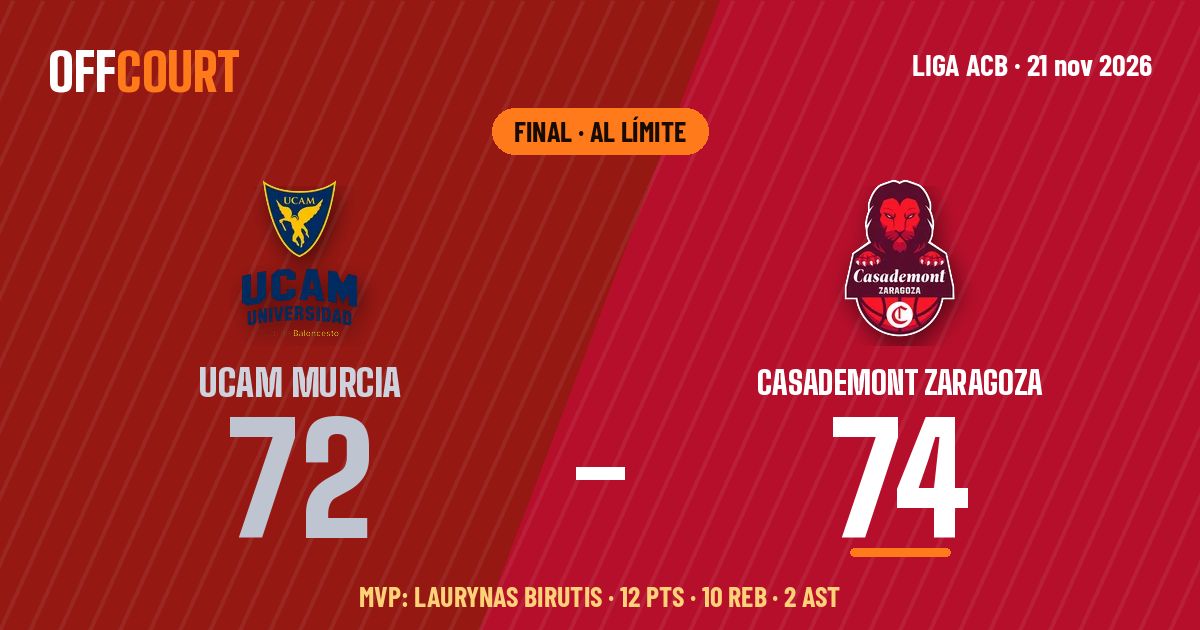 OFFCOURT
LIGA ACB · 21 nov 2026
FINAL · AL LÍMITE
UCAM
UCAM
UNIVERSIDAD
Baloncesto
Casademont
ZARAGOZA
C
UCAM MURCIA
CASADEMONT ZARAGOZA
72
–
74
MVP: LAURYNAS BIRUTIS · 12 PTS · 10 REB · 2 AST